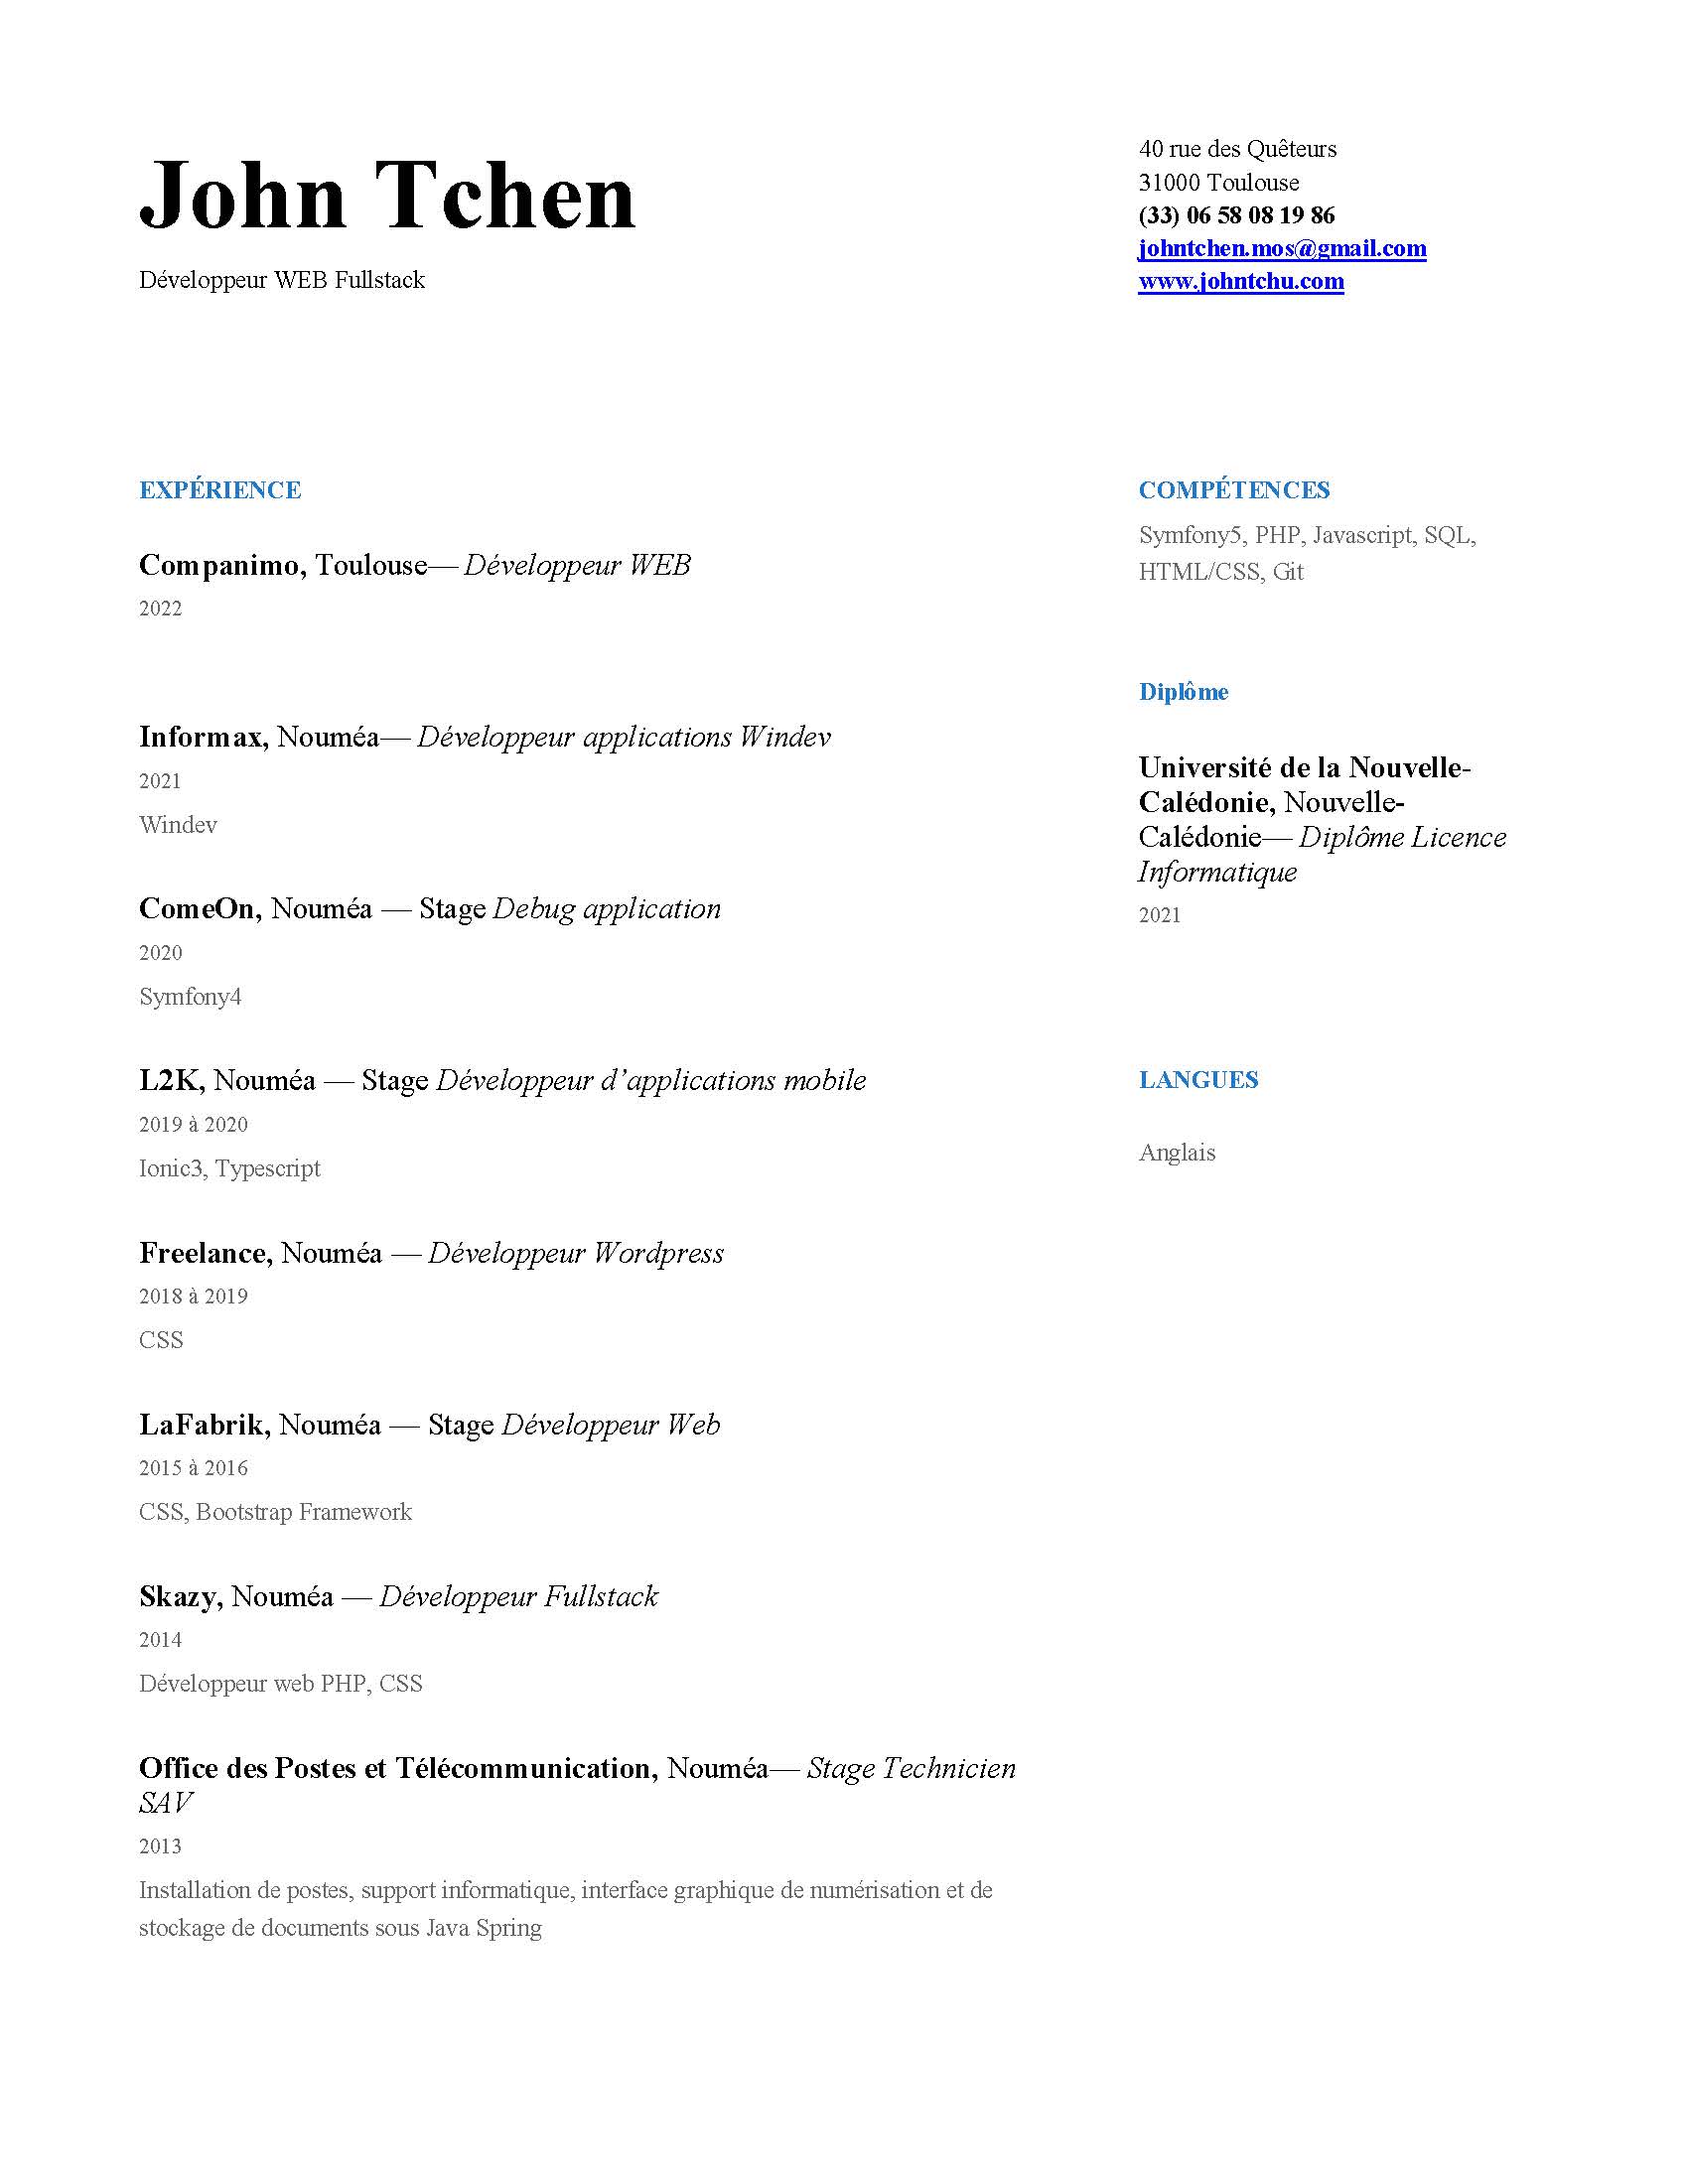 John Tchen
Développeur WEB Fullstack
40 rue des Quêteurs
31000 Toulouse
(33) 06 58 08 19 86
johntchen.mos@gmail.com
www.johntchu.com
EXPÉRIENCE
Companimo, Toulouse— Développeur WEB
2022
Informax, Nouméa— Développeur applications Windev
2021
Windev
ComeOn, Nouméa — Stage Debug application
2020
Symfony4
L2K, Nouméa — Stage Développeur d’applications mobile
2019 à 2020
Ionic3, Typescript
Freelance, Nouméa — Développeur Wordpress
2018 à 2019
CSS
LaFabrik, Nouméa — Stage Développeur Web
2015 à 2016
CSS, Bootstrap Framework
Skazy, Nouméa — Développeur Fullstack
2014
Développeur web PHP, CSS
Office des Postes et Télécommunication, Nouméa— Stage Technicien
SAV
2013
Installation de postes, support informatique, interface graphique de numérisation et de
stockage de documents sous Java Spring
COMPÉTENCES
Symfony5, PHP, Javascript, SQL,
HTML/CSS, Git
Diplôme
Université de la Nouvelle-
Calédonie, Nouvelle-
Calédonie— Diplôme Licence
Informatique
2021
LANGUES
Anglais